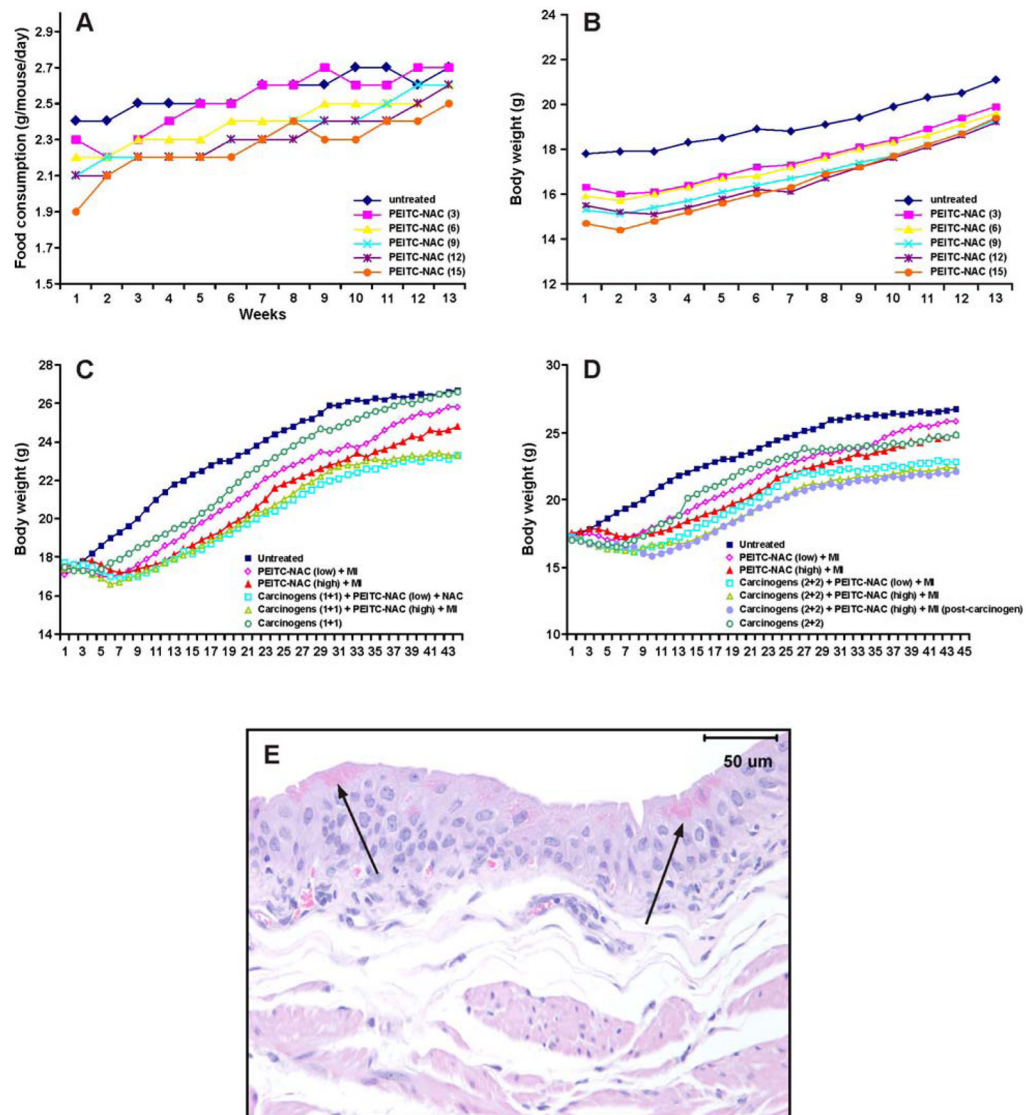 A
Food consumption (g/mouse/day)
2.9
2.7
2.5
2.3
2.1
1.9
1.7
1.5
1 2 3 4 5 6 7 8 9 10 11 12 13
Weeks
untreated
PEITC-NAC (3)
PEITC-NAC (6)
PEITC-NAC (9)
PEITC-NAC (12)
PEITC-NAC (15)
B
Body weight (g)
24
22
20
18
16
14
12
1 2 3 4 5 6 7 8 9 10 11 12 13
untreated
PEITC-NAC (3)
PEITC-NAC (6)
PEITC-NAC (9)
PEITC-NAC (12)
PEITC-NAC (15)
C
Body weight (g)
28
26
24
22
20
18
16
14
1 3 5 7 9 11 13 15 17 19 21 23 25 27 29 31 33 35 37 39 41 43
Untreated
PEITC-NAC (low) + MI
PEITC-NAC (high) + MI
Carcinogens (1+1) + PEITC-NAC (low) + NAC
Carcinogens (1+1) + PEITC-NAC (high) + MI
Carcinogens (1+1)
D
Body weight (g)
30
25
20
15
10
1 3 5 7 9 11 13 15 17 19 21 23 25 27 29 31 33 35 37 39 41 43 45
Untreated
PEITC-NAC (low) + MI
PEITC-NAC (high) + MI
Carcinogens (2+2) + PEITC-NAC (low) + MI
Carcinogens (2+2) + PEITC-NAC (high) + MI
Carcinogens (2+2) + PEITC-NAC (high) + MI (post-carcinogen)
Carcinogens (2+2)
E
50 um